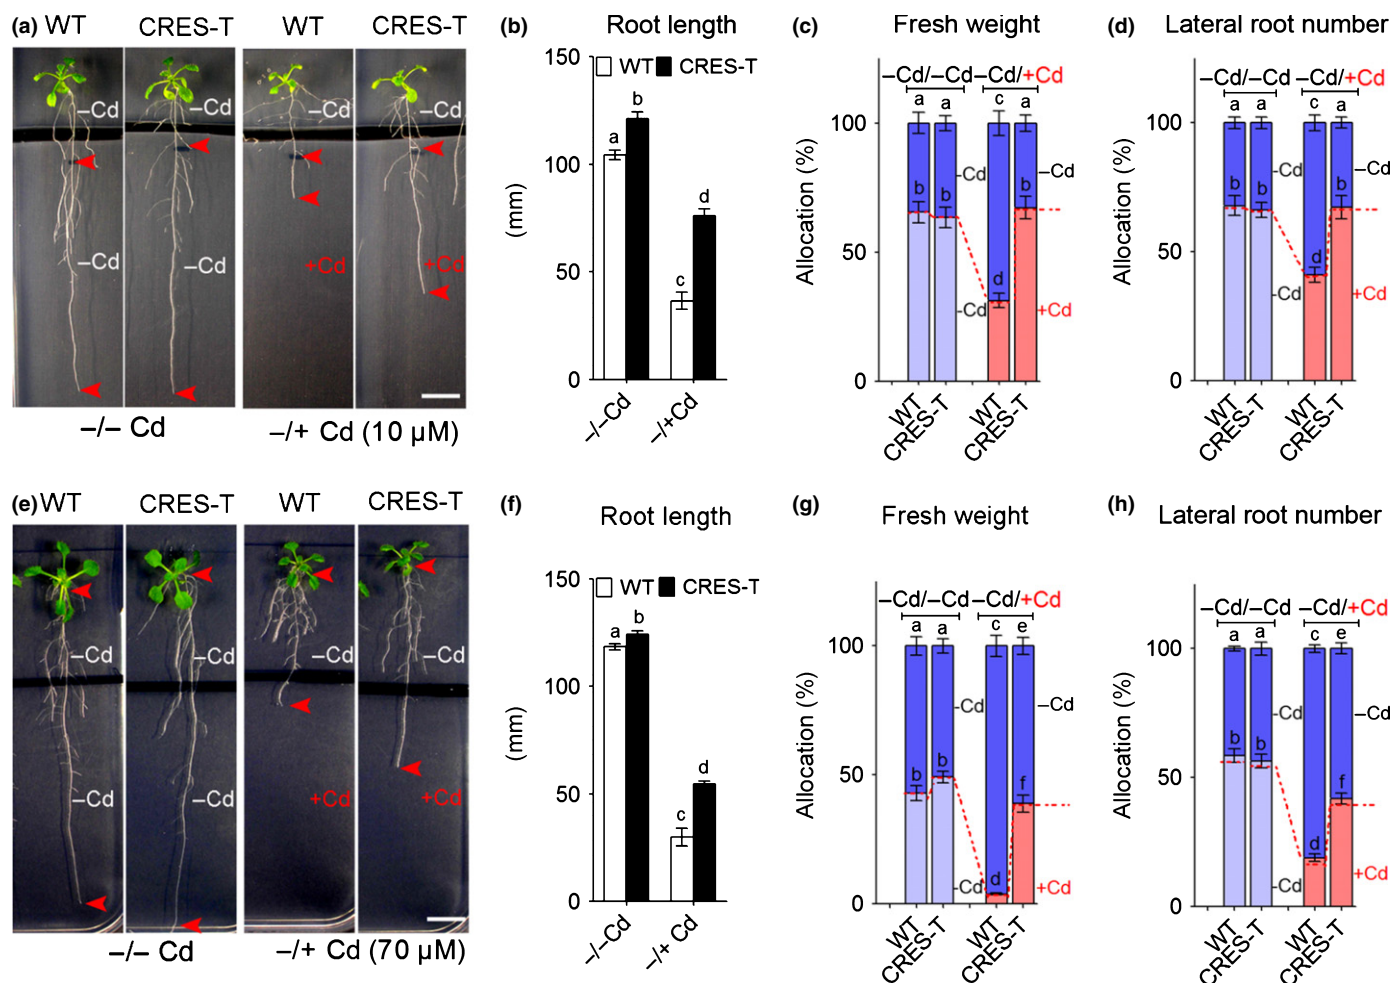 (a) WT CRES-T WT CRES-T
–Cd –Cd –Cd –Cd
–Cd –Cd +Cd +Cd
–/– Cd –/+ Cd (10 µM)
(b) Root length
WT CRES-T
(mm)
150
100
50
0
a b c d
–/–Cd –/+Cd
(c) Fresh weight
–Cd/–Cd –Cd/+Cd
Allocation (%)
100
50
0
a a c a
b b d b
-Cd –Cd
-Cd +Cd
WT CRES-T WT CRES-T
(d) Lateral root number
–Cd/–Cd –Cd/+Cd
Allocation (%)
100
50
0
a a c a
b b d b
-Cd –Cd
-Cd +Cd
WT CRES-T WT CRES-T
(e) WT CRES-T WT CRES-T
–Cd –Cd –Cd –Cd
–Cd –Cd +Cd +Cd
–/– Cd –/+ Cd (70 µM)
(f) Root length
WT CRES-T
(mm)
150
100
50
0
a b c d
–/–Cd –/+ Cd
(g) Fresh weight
–Cd/–Cd –Cd/+Cd
Allocation (%)
100
50
0
a a c e
b b d f
-Cd –Cd
-Cd +Cd
WT CRES-T WT CRES-T
(h) Lateral root number
–Cd/–Cd –Cd/+Cd
Allocation (%)
100
50
0
a a c e
b b d f
-Cd –Cd
-Cd +Cd
WT CRES-T WT CRES-T